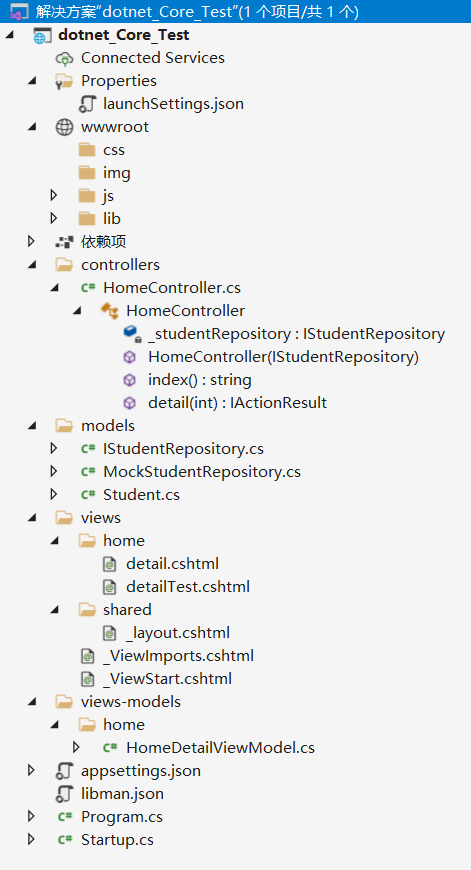 解决方案"dotnet_Core_Test"(1 个项目/共 1 个)
dotnet_Core_Test
Connected Services
Properties
launchSettings.json
wwwroot
css
img
js
lib
依赖项
controllers
C# HomeController.cs
HomeController
_studentRepository : IStudentRepository
HomeController(IStudentRepository)
index() : string
detail(int) : IActionResult
models
C# IStudentRepository.cs
C# MockStudentRepository.cs
C# Student.cs
views
home
detail.cshtml
detailTest.cshtml
shared
_layout.cshtml
_ViewImports.cshtml
_ViewStart.cshtml
views-models
home
C# HomeDetailViewModel.cs
appsettings.json
libman.json
C# Program.cs
C# Startup.cs